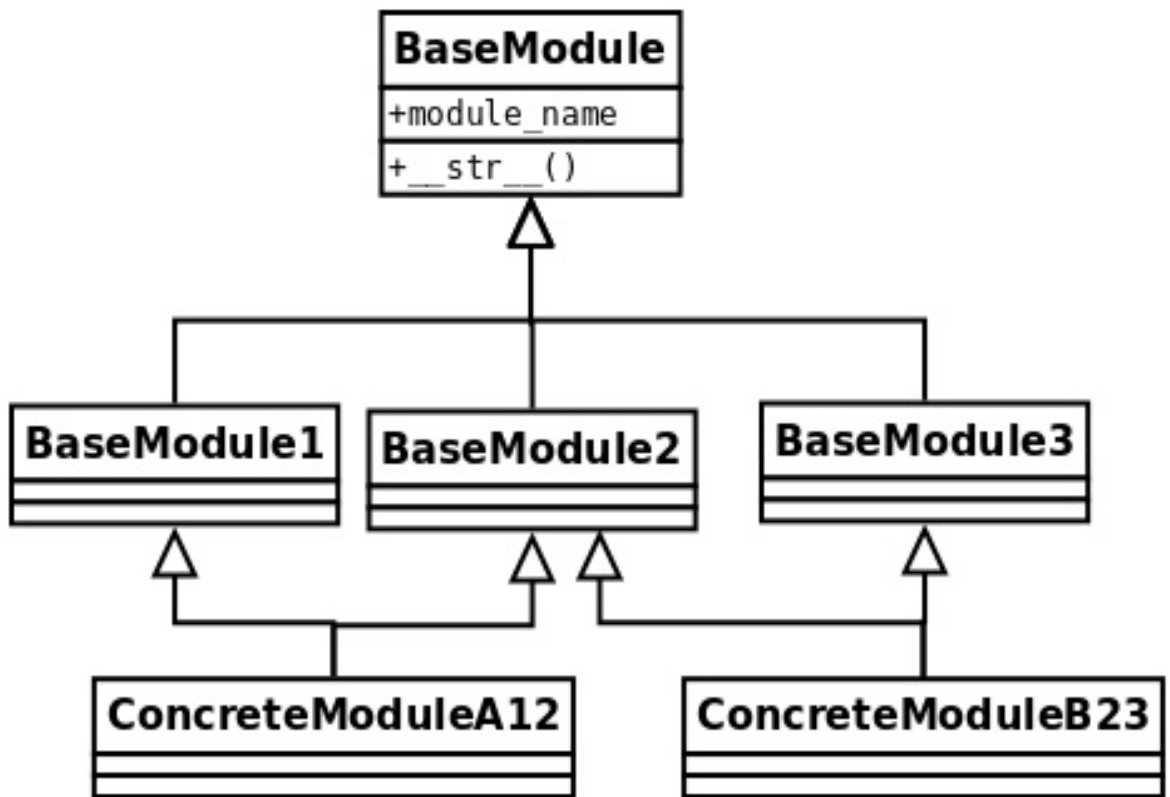 BaseModule
+module_name
+__str__()
BaseModule1
BaseModule2
BaseModule3
ConcreteModuleA12
ConcreteModuleB23